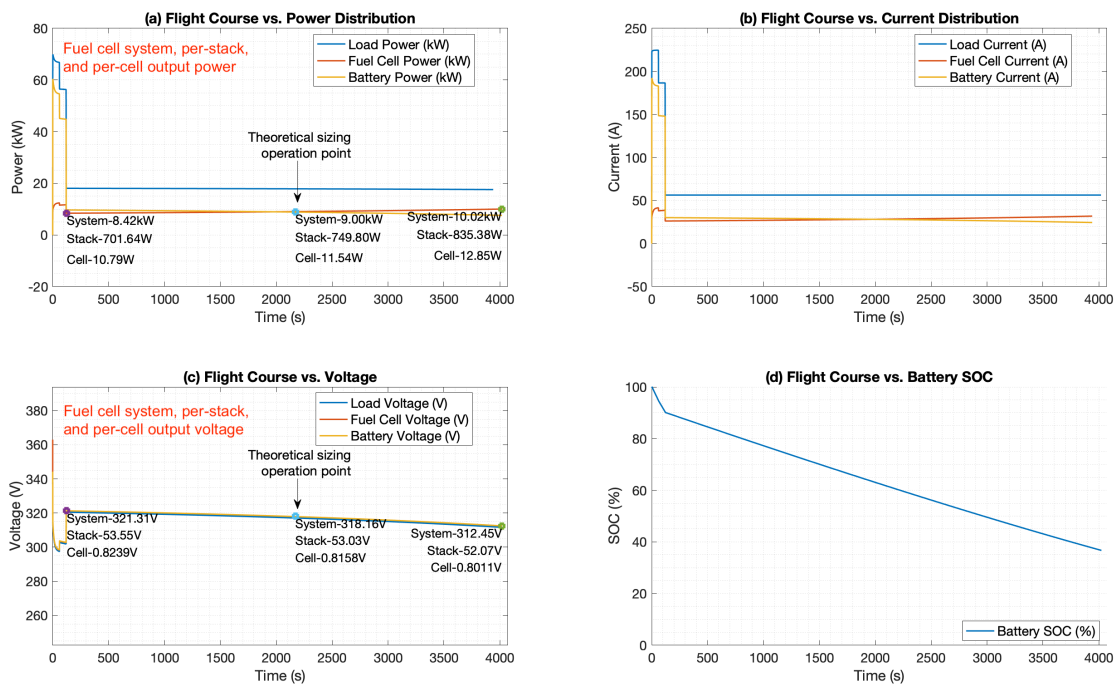 (a) Flight Course vs. Power Distribution
80
60
40
20
0
-20
Power (kW)
Fuel cell system, per-stack,
and per-cell output power
Load Power (kW)
Fuel Cell Power (kW)
Battery Power (kW)
Theoretical sizing
operation point
System-8.42kW
Stack-701.64W
Cell-10.79W
System-9.00kW
Stack-749.80W
Cell-11.54W
System-10.02kW
Stack-835.38W
Cell-12.85W
0 500 1000 1500 2000 2500 3000 3500 4000
Time (s)
(b) Flight Course vs. Current Distribution
250
200
150
100
50
0
-50
Current (A)
Load Current (A)
Fuel Cell Current (A)
Battery Current (A)
0 500 1000 1500 2000 2500 3000 3500 4000
Time (s)
(c) Flight Course vs. Voltage
380
360
340
320
300
280
260
Voltage (V)
Fuel cell system, per-stack,
and per-cell output voltage
Load Voltage (V)
Fuel Cell Voltage (V)
Battery Voltage (V)
Theoretical sizing
operation point
System-321.31V
Stack-53.55V
Cell-0.8239V
System-318.16V
Stack-53.03V
Cell-0.8158V
System-312.45V
Stack-52.07V
Cell-0.8011V
0 500 1000 1500 2000 2500 3000 3500 4000
Time (s)
(d) Flight Course vs. Battery SOC
100
80
60
40
20
0
SOC (%)
Battery SOC (%)
0 500 1000 1500 2000 2500 3000 3500 4000
Time (s)